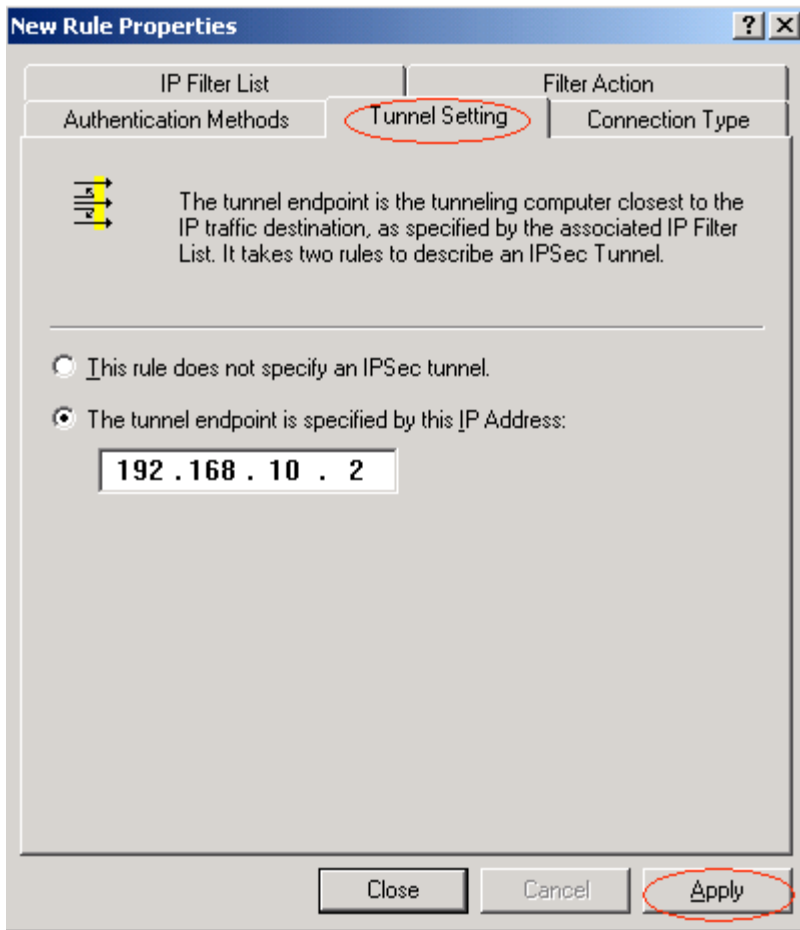 New Rule Properties
IP Filter List
Filter Action
Authentication Methods
Tunnel Setting
Connection Type
The tunnel endpoint is the tunneling computer closest to the
IP traffic destination, as specified by the associated IP Filter
List. It takes two rules to describe an IPSec Tunnel.
This rule does not specify an IPSec tunnel.
The tunnel endpoint is specified by this IP Address:
192 . 168 . 10 . 2
Close
Cancel
Apply